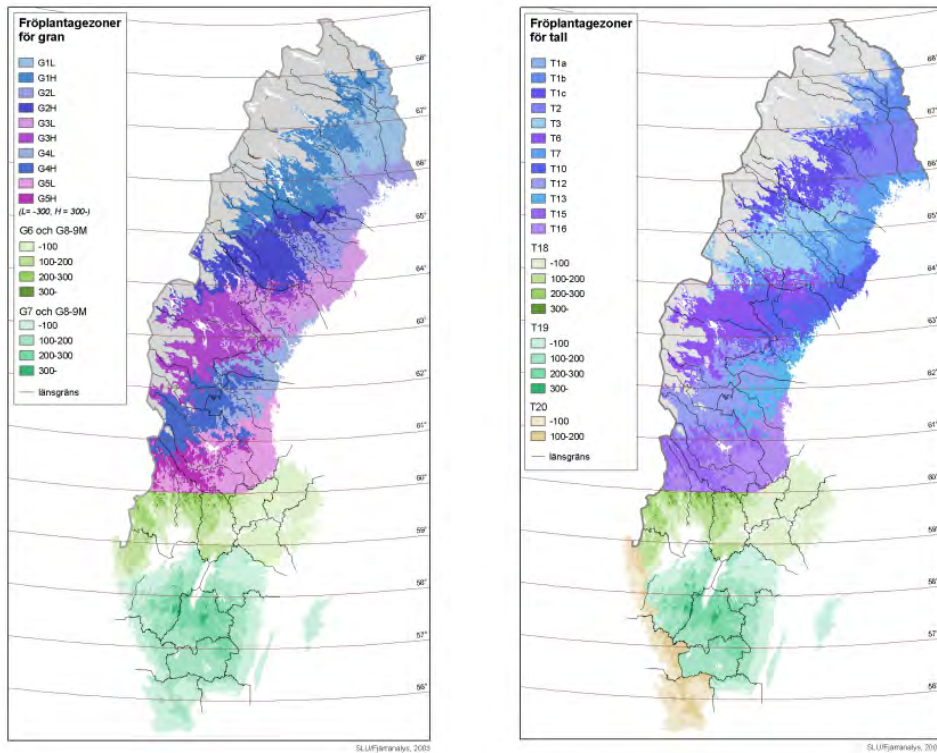 Fröplantagezoner
för gran
G1L
G1H
G2L
G2H
G3L
G3H
G4L
G4H
G5L
G5H
(L= -300, H = 300-)
G6 och G8-9M
-100
100-200
200-300
300-
G7 och G8-9M
-100
100-200
200-300
300-
länsgräns
68°
67°
66°
65°
64°
63°
62°
61°
60°
59°
58°
57°
56°
SLU/Fjärranalys, 2003
Fröplantagezoner
för tall
T1a
T1b
T1c
T2
T3
T6
T7
T10
T12
T13
T15
T16
T18
-100
100-200
200-300
300-
T19
-100
100-200
200-300
300-
T20
-100
100-200
länsgräns
68°
67°
66°
65°
64°
63°
62°
61°
60°
59°
58°
57°
56°
SLU/Fjärranalys, 200